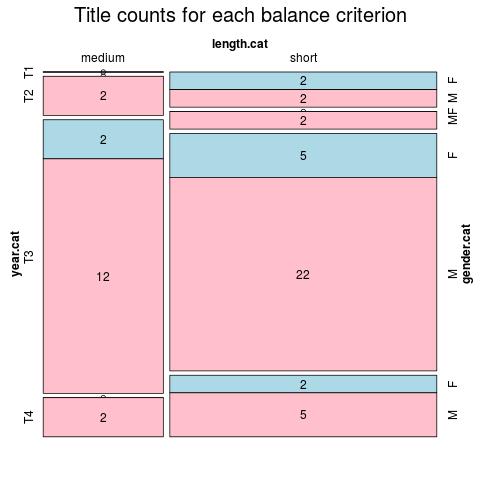 Title counts for each balance criterion
length.cat
medium short
T1 2 F
2 M
T2 2 2 M F
2 5 F
year.cat T3 12 22 M gender.cat
2 F
T4 2 5 M